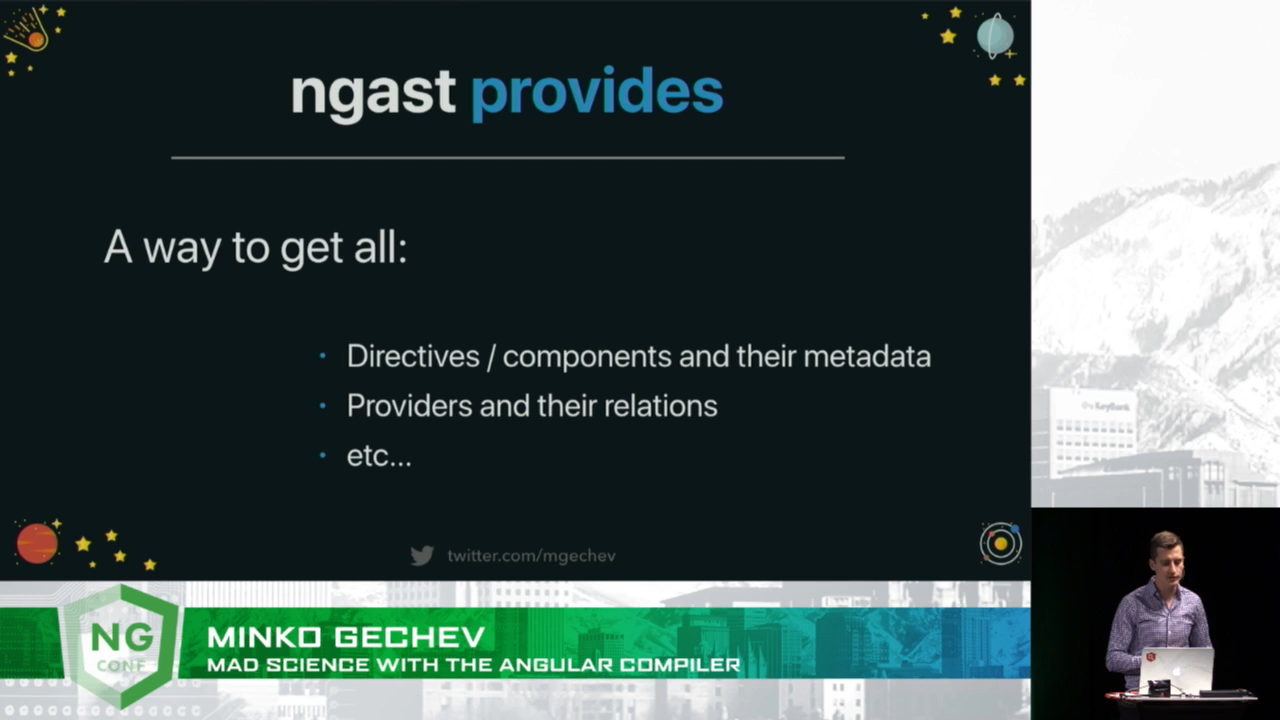 ngast provides
A way to get all:
• Directives / components and their metadata
• Providers and their relations
• etc...
twitter.com/mgechev
KeyBank
NG
CONF
MINKO GECHEV
MAD SCIENCE WITH THE ANGULAR COMPILER